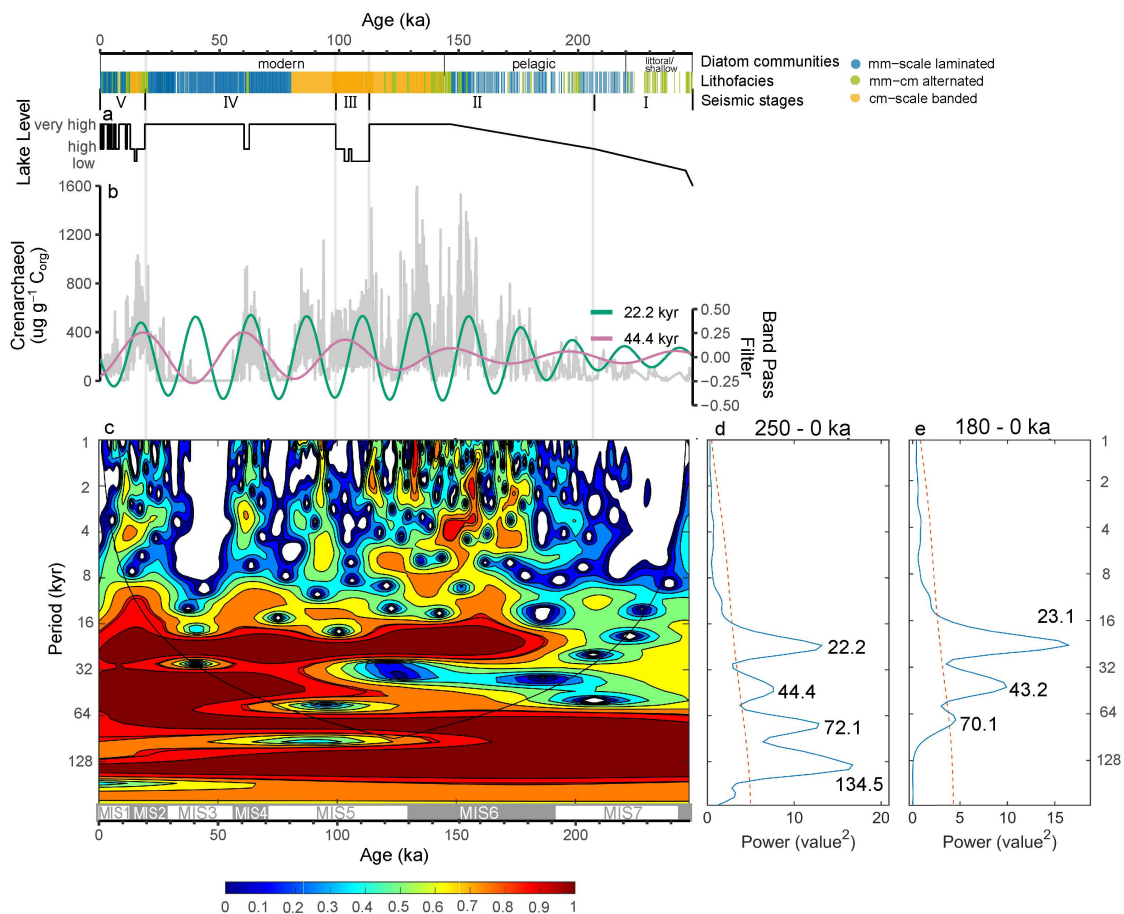 Age (ka)
0 50 100 150 200
modern pelagic littoral/
shallow
Diatom communities
Lithofacies
Seismic stages
mm-scale laminated
mm-cm alternated
cm-scale banded
V IV III II I
a
Lake Level
very high
high
low
b
1600
1200
800
400
0
Crenarchaeol
(ug g⁻¹ Corg)
22.2 kyr
44.4 kyr
0.50
0.25
0.00
−0.25
−0.50
Band Pass
Filter
c
1
2
4
8
16
32
64
128
Period (kyr)
MIS1 MIS2 MIS3 MIS4 MIS5 MIS6 MIS7
0 50 100 150 200
Age (ka)
0 0.1 0.2 0.3 0.4 0.5 0.6 0.7 0.8 0.9 1
d 250 - 0 ka
22.2
44.4
72.1
134.5
0 5 10 15 20
Power (value²)
e 180 - 0 ka
23.1
43.2
70.1
1
2
4
8
16
32
64
128
0 5 10 15
Power (value²)